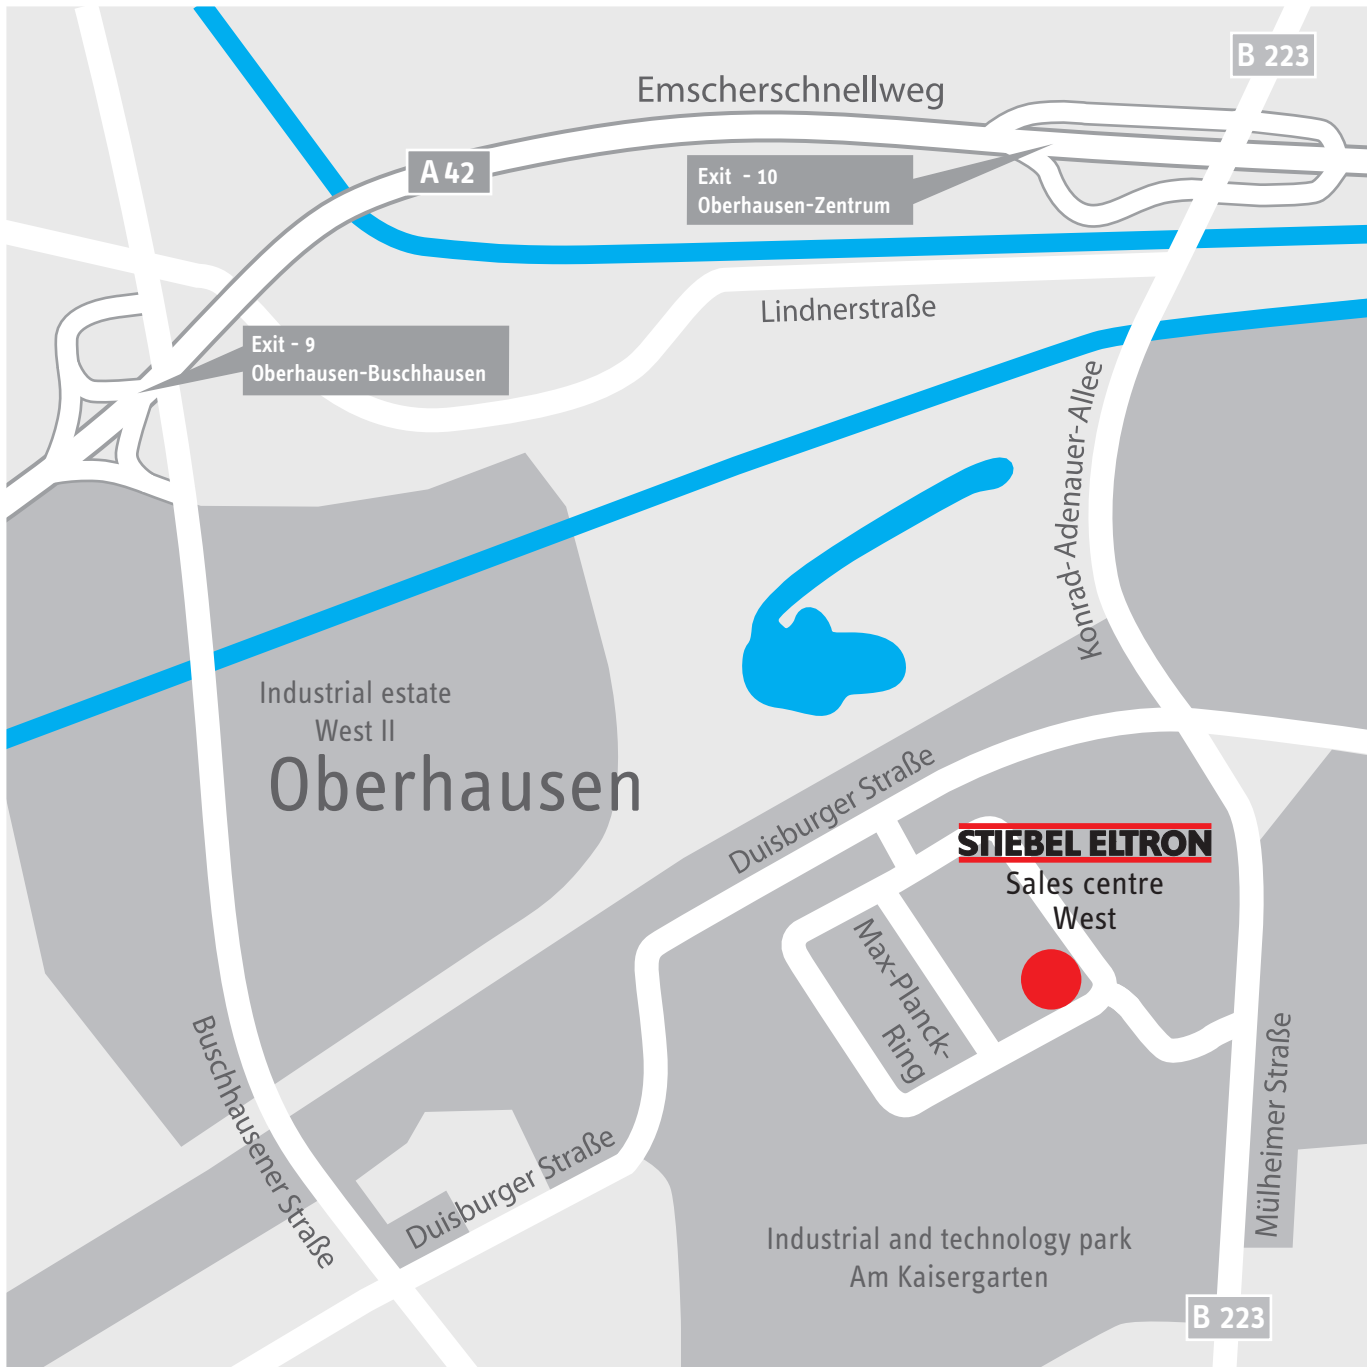 B 223
Emscherschnellweg
A 42
Exit - 10
Oberhausen-Zentrum
Lindnerstraße
Exit - 9
Oberhausen-Buschhausen
Konrad-Adenauer-Allee
Industrial estate
West II
Oberhausen
Duisburger Straße
STIEBEL ELTRON
Sales centre
West
Max-Planck-
Ring
Buschhausener Straße
Mülheimer Straße
Duisburger Straße
Industrial and technology park
Am Kaisergarten
B 223